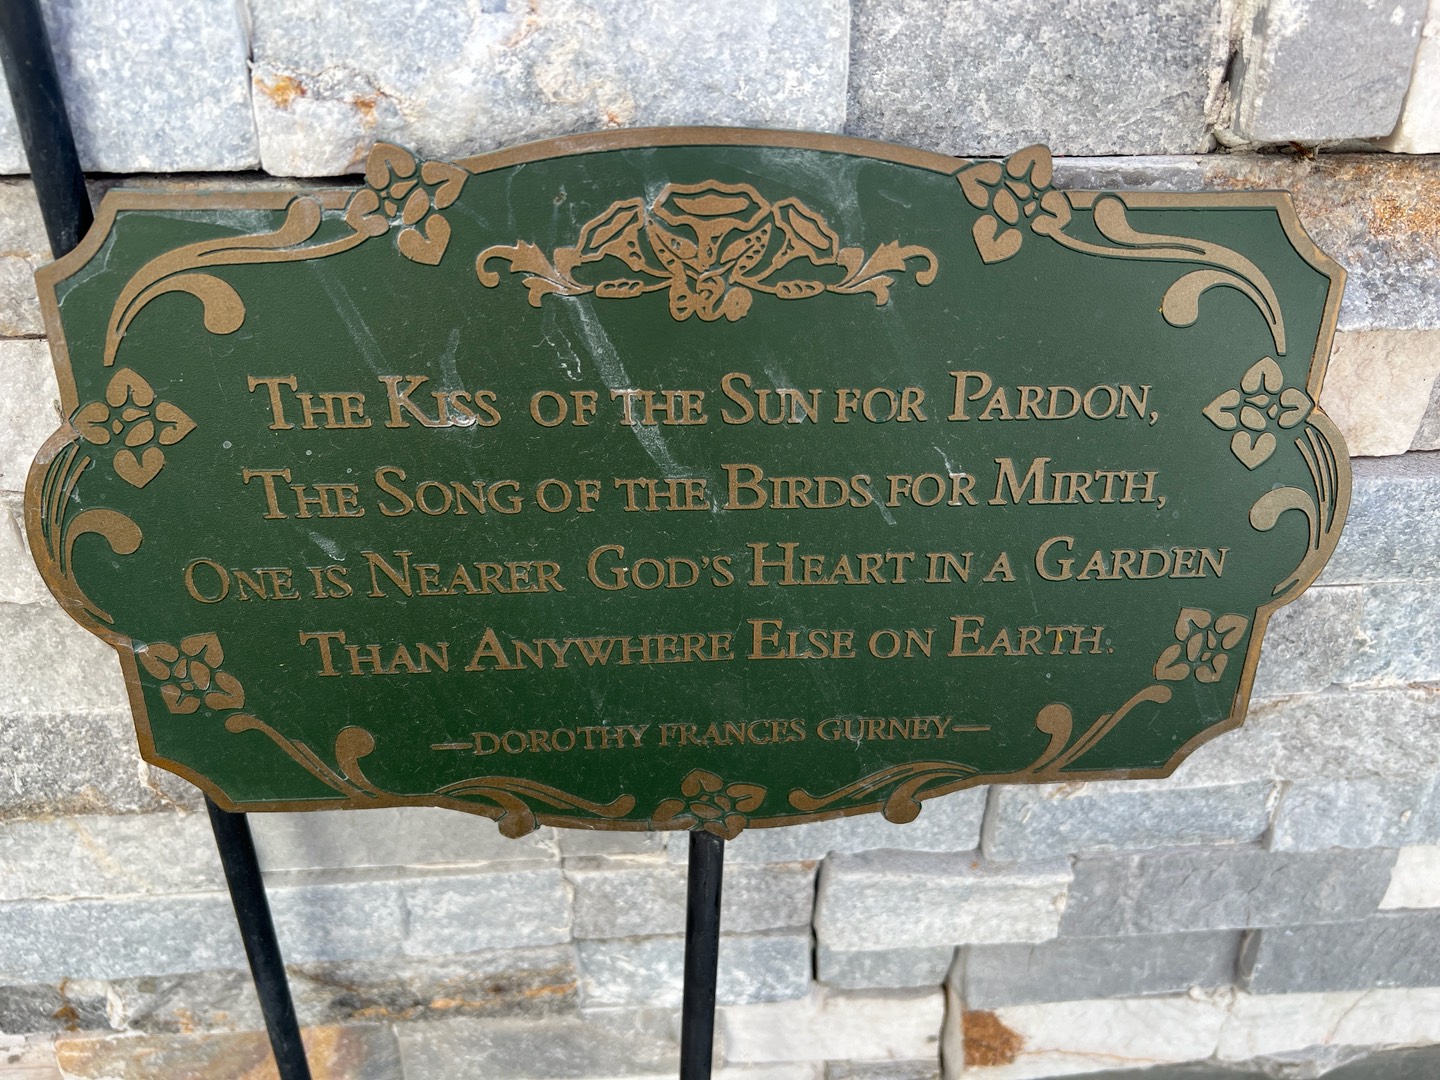 The Kiss of the Sun for Pardon,
The Song of the Birds for Mirth,
One is Nearer God's Heart in a Garden
Than Anywhere Else on Earth.
—DOROTHY FRANCES GURNEY—